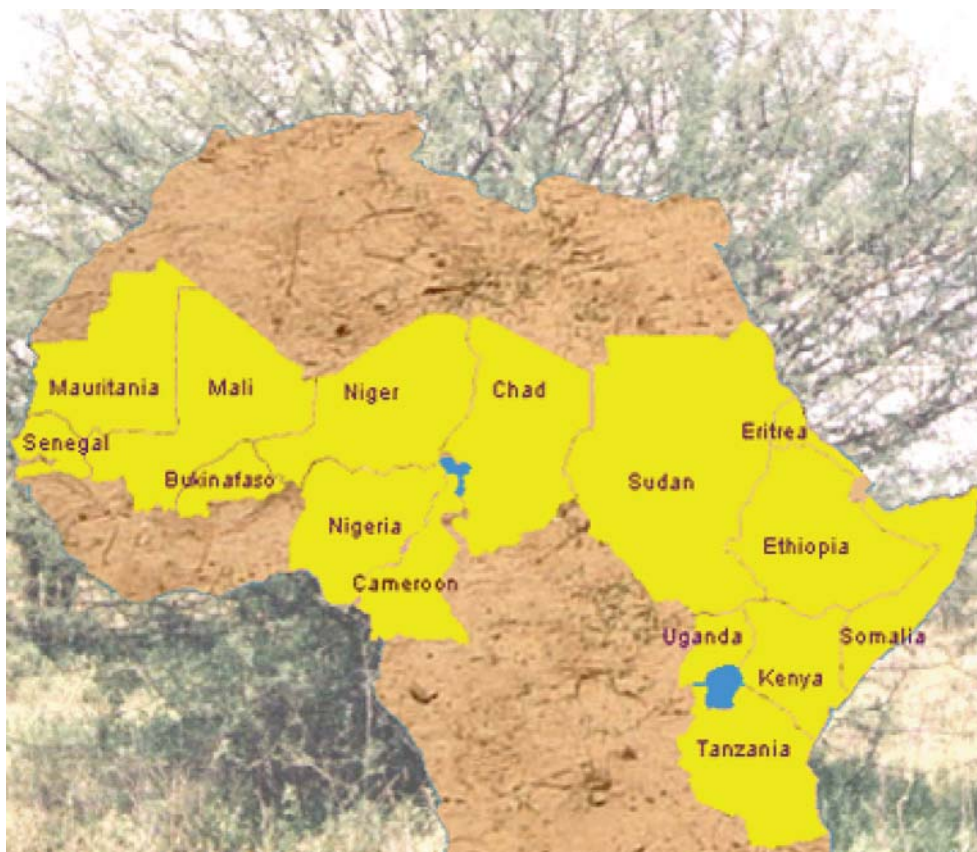 Mauritania
Mali
Niger
Chad
Senegal
Bukinafaso
Nigeria
Cameroon
Sudan
Eritrea
Ethiopia
Uganda
Somalia
Kenya
Tanzania